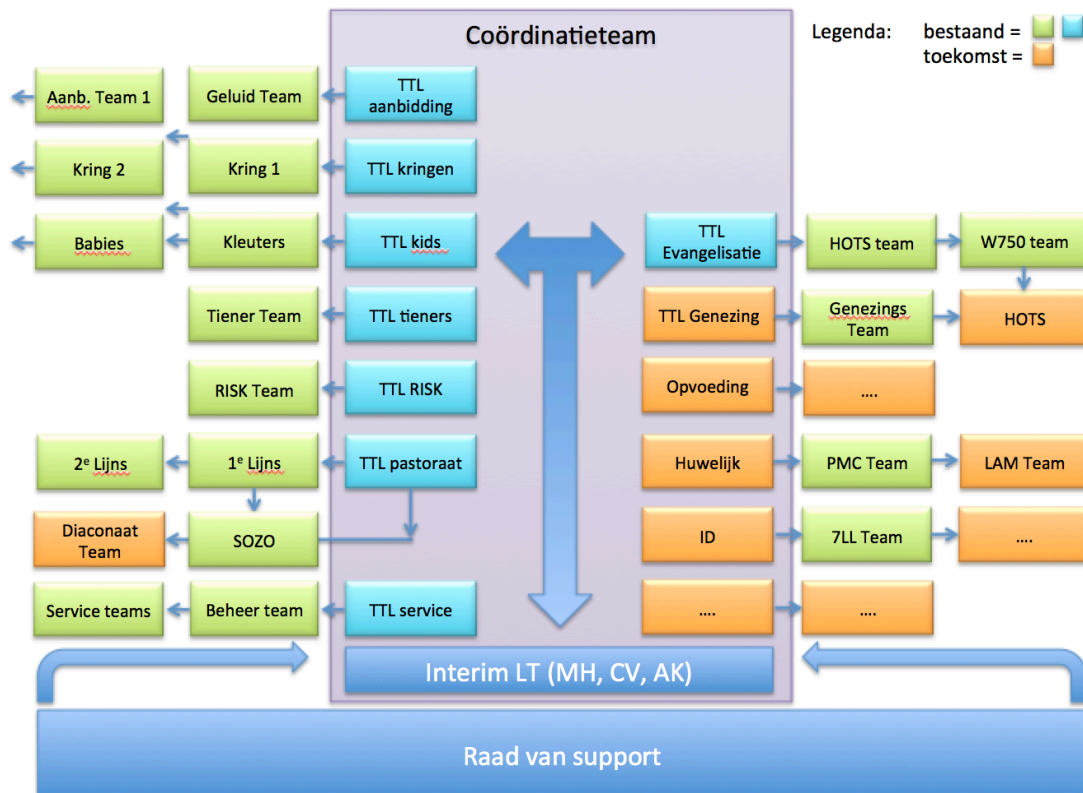 Coördinatieteam
Legenda: bestaand =
toekomst =
Aanb. Team 1
Geluid Team
TTL
aanbidding
Kring 2
Kring 1
TTL kringen
Babies
Kleuters
TTL kids
TTL
Evangelisatie
HOTS team
W750 team
Tiener Team
TTL tieners
TTL Genezing
Genezings
Team
HOTS
RISK Team
TTL RISK
Opvoeding
....
2e Lijns
1e Lijns
TTL pastoraat
Huwelijk
PMC Team
LAM Team
Diaconaat
Team
SOZO
ID
7LL Team
....
Service teams
Beheer team
TTL service
....
....
Interim LT (MH, CV, AK)
Raad van support